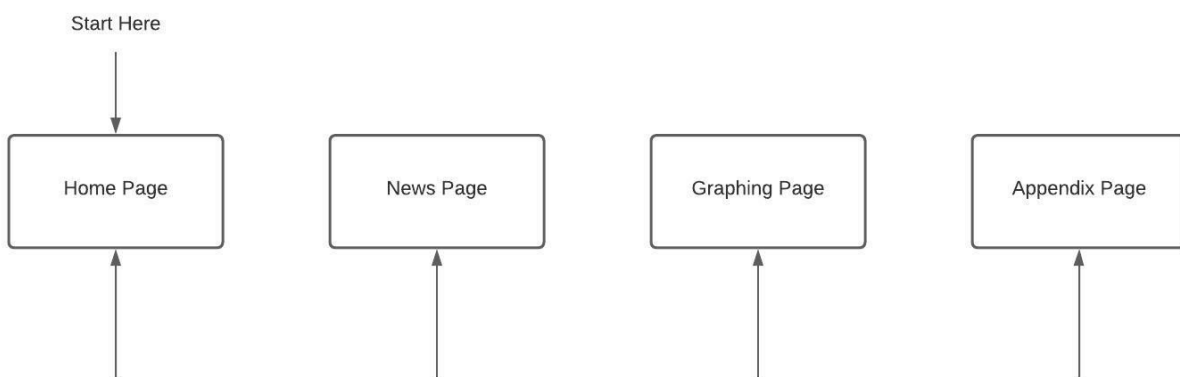 Start Here
Home Page
News Page
Graphing Page
Appendix Page